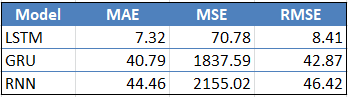 Model MAE MSE RMSE
LSTM 7.32 70.78 8.41
GRU 40.79 1837.59 42.87
RNN 44.46 2155.02 46.42